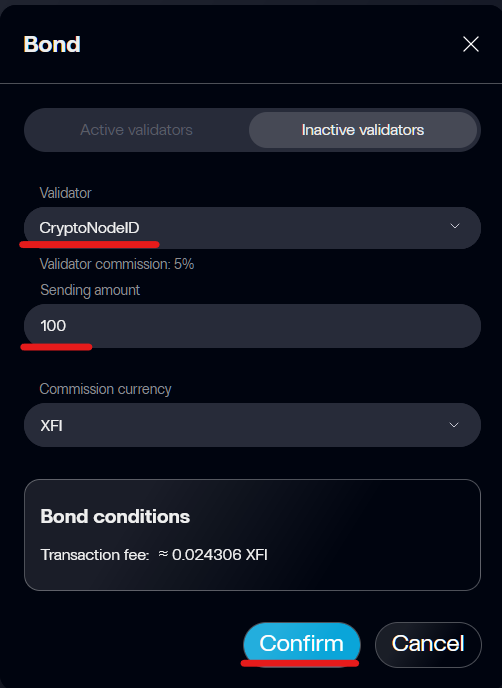 Bond
Active validators
Inactive validators
Validator
CryptoNodeID
Validator commission: 5%
Sending amount
100
Commission currency
XFI
Bond conditions
Transaction fee: ≈ 0.024306 XFI
Confirm
Cancel